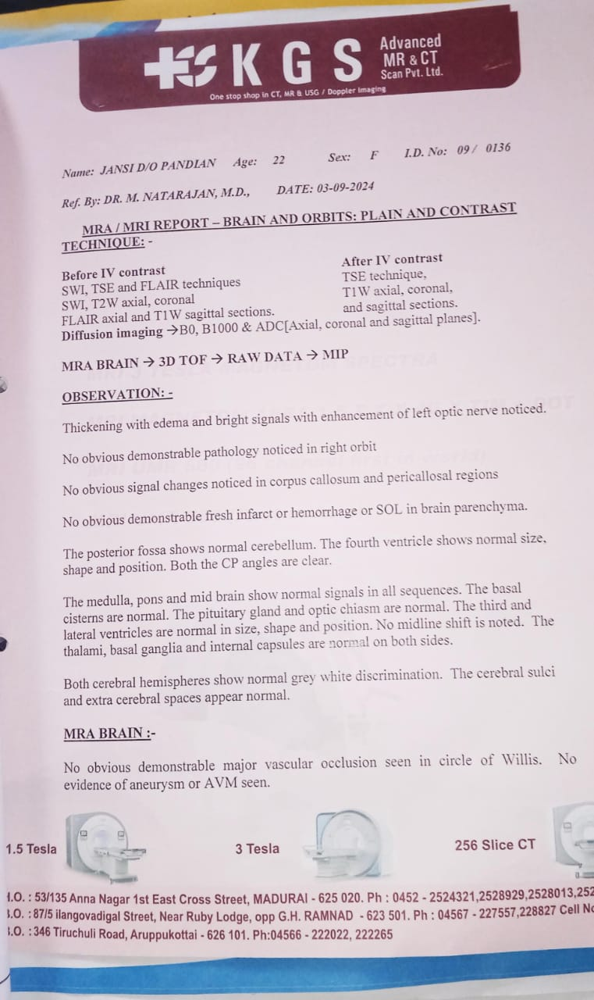 KGS
Advanced
MR & CT
Scan Pvt. Ltd.
One stop shop in CT, MR & USG / Doppler Imaging
Name: JANSI D/O PANDIAN Age: 22 Sex: F I.D. No: 09 / 0136
Ref. By: DR. M. NATARAJAN, M.D., DATE: 03-09-2024
MRA / MRI REPORT – BRAIN AND ORBITS: PLAIN AND CONTRAST
TECHNIQUE: -
Before IV contrast
SWI, TSE and FLAIR techniques
SWI, T2W axial, coronal
FLAIR axial and T1W sagittal sections.
After IV contrast
TSE technique,
T1W axial, coronal,
and sagittal sections.
Diffusion imaging →B0, B1000 & ADC[Axial, coronal and sagittal planes].
MRA BRAIN → 3D TOF → RAW DATA → MIP
OBSERVATION: -
Thickening with edema and bright signals with enhancement of left optic nerve noticed.
No obvious demonstrable pathology noticed in right orbit
No obvious signal changes noticed in corpus callosum and pericallosal regions
No obvious demonstrable fresh infarct or hemorrhage or SOL in brain parenchyma.
The posterior fossa shows normal cerebellum. The fourth ventricle shows normal size,
shape and position. Both the CP angles are clear.
The medulla, pons and mid brain show normal signals in all sequences. The basal
cisterns are normal. The pituitary gland and optic chiasm are normal. The third and
lateral ventricles are normal in size, shape and position. No midline shift is noted. The
thalami, basal ganglia and internal capsules are normal on both sides.
Both cerebral hemispheres show normal grey white discrimination. The cerebral sulci
and extra cerebral spaces appear normal.
MRA BRAIN :-
No obvious demonstrable major vascular occlusion seen in circle of Willis. No
evidence of aneurysm or AVM seen.
1.5 Tesla 3 Tesla 256 Slice CT
.O. : 53/135 Anna Nagar 1st East Cross Street, MADURAI - 625 020. Ph : 0452 - 2524321,2528929,2528013,252
.O. : 87/5 ilangovadigal Street, Near Ruby Lodge, opp G.H. RAMNAD - 623 501. Ph : 04567 - 227557,228827 Cell No
.O. : 346 Tiruchuli Road, Aruppukottai - 626 101. Ph:04566 - 222022, 222265